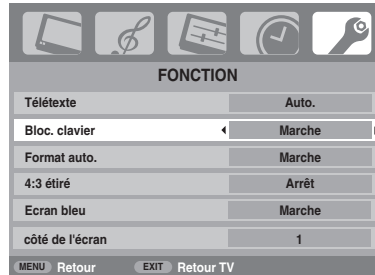 FONCTION
Télétexte Auto.
Bloc. clavier Marche
Format auto. Marche
4:3 étiré Arrêt
Ecran bleu Marche
côté de l'écran 1
MENU Retour EXIT Retour TV